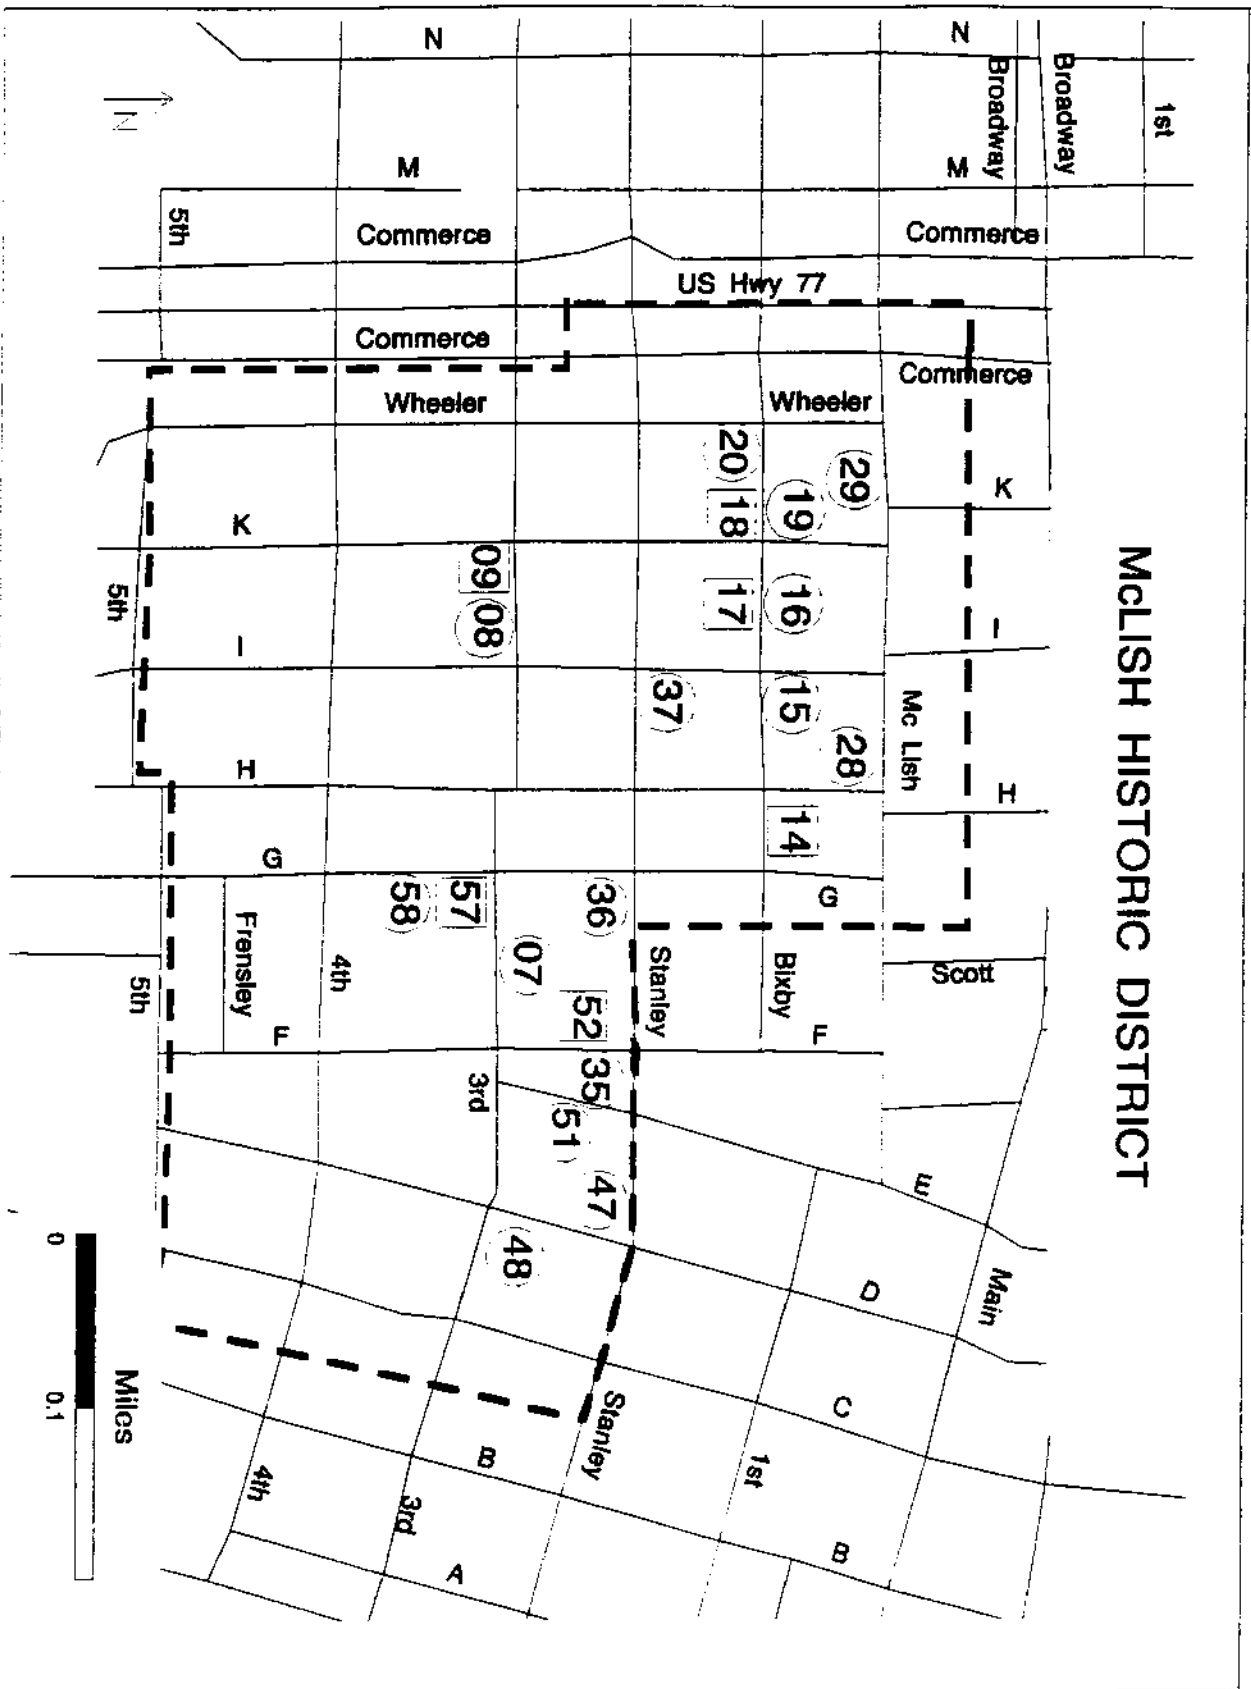 McLISH HISTORIC DISTRICT
N
N
Broadway
Broadway
1st
N
M
M
5th
Commerce
Commerce
US Hwy 77
Commerce
Commerce
Wheeler
Wheeler
20
29
18
19
K
K
09
08
17
16
5th
I
I
37
15
28
Mc Lish
H
H
14
G
G
58
57
36
07
Frensley
4th
52
Stanley
Bixby
Scott
5th
F
F
35
3rd
51
47
E
48
D
Main
0
0.1
Miles
C
Stanley
B
1st
4th
3rd
B
A